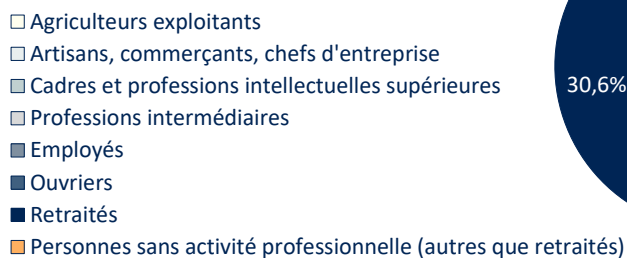 Agriculteurs exploitants
Artisans, commerçants, chefs d'entreprise
Cadres et professions intellectuelles supérieures
30,6%
Professions intermédiaires
Employés
Ouvriers
Retraités
Personnes sans activité professionnelle (autres que retraités)